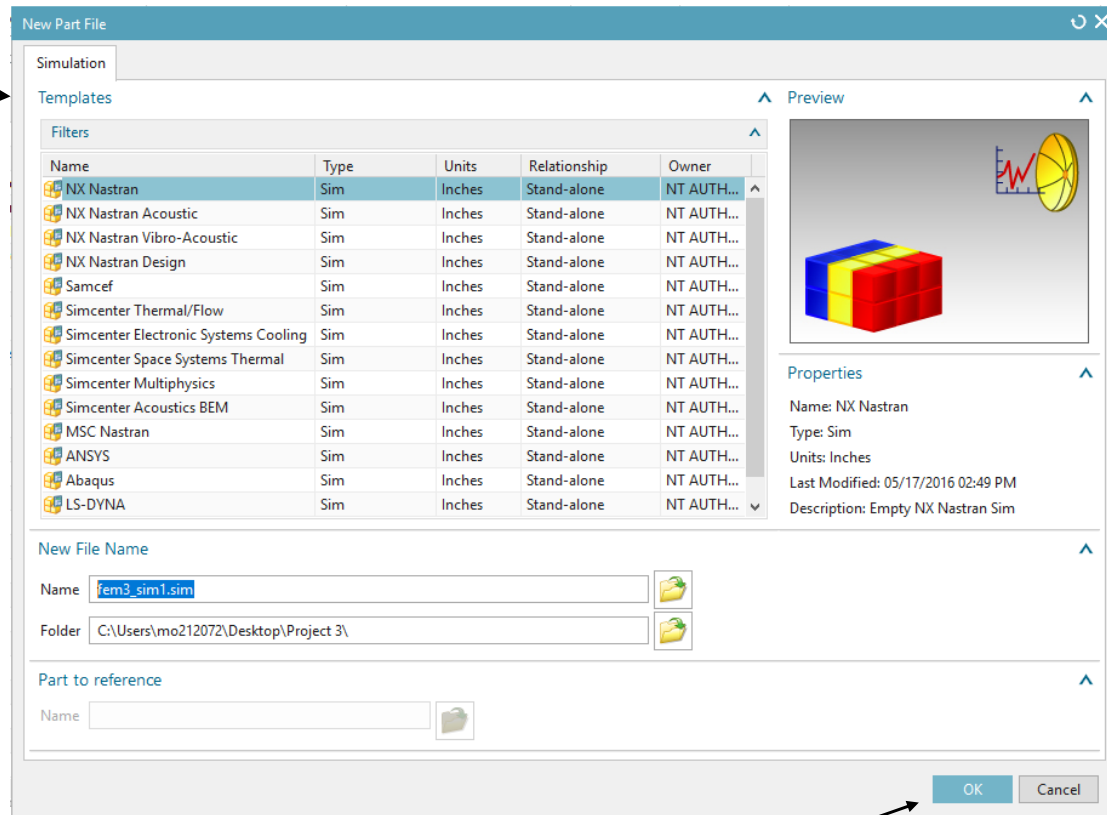 New Part File
Simulation
Templates
Filters
Name Type Units Relationship Owner
NX Nastran Sim Inches Stand-alone NT AUTH...
NX Nastran Acoustic Sim Inches Stand-alone NT AUTH...
NX Nastran Vibro-Acoustic Sim Inches Stand-alone NT AUTH...
NX Nastran Design Sim Inches Stand-alone NT AUTH...
Samcef Sim Inches Stand-alone NT AUTH...
Simcenter Thermal/Flow Sim Inches Stand-alone NT AUTH...
Simcenter Electronic Systems Cooling Sim Inches Stand-alone NT AUTH...
Simcenter Space Systems Thermal Sim Inches Stand-alone NT AUTH...
Simcenter Multiphysics Sim Inches Stand-alone NT AUTH...
Simcenter Acoustics BEM Sim Inches Stand-alone NT AUTH...
MSC Nastran Sim Inches Stand-alone NT AUTH...
ANSYS Sim Inches Stand-alone NT AUTH...
Abaqus Sim Inches Stand-alone NT AUTH...
LS-DYNA Sim Inches Stand-alone NT AUTH...
Preview
Properties
Name: NX Nastran
Type: Sim
Units: Inches
Last Modified: 05/17/2016 02:49 PM
Description: Empty NX Nastran Sim
New File Name
Name fem3_sim1.sim
Folder C:\Users\mo212072\Desktop\Project 3\
Part to reference
Name
OK Cancel